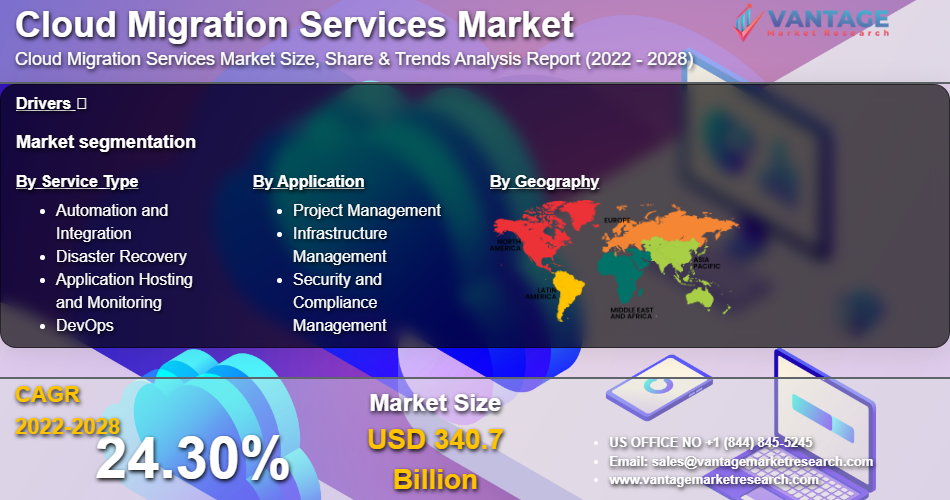 Cloud Migration Services Market
VANTAGE
Market Research
Cloud Migration Services Market Size, Share & Trends Analysis Report (2022 - 2028)
Drivers
Market segmentation
By Service Type
Automation and
Integration
Disaster Recovery
Application Hosting
and Monitoring
DevOps
By Application
Project Management
Infrastructure
Management
Security and
Compliance
Management
By Geography
NORTH
AMERICA
EUROPE
ASIA
PACIFIC
LATIN
AMERICA
MIDDLE EAST
AND AFRICA
CAGR
2022-2028
24.30%
Market Size
USD 340.7
Billion
US OFFICE NO +1 (844) 845-5245
Email: sales@vantagemarketresearch.com
www.vantagemarketresearch.com